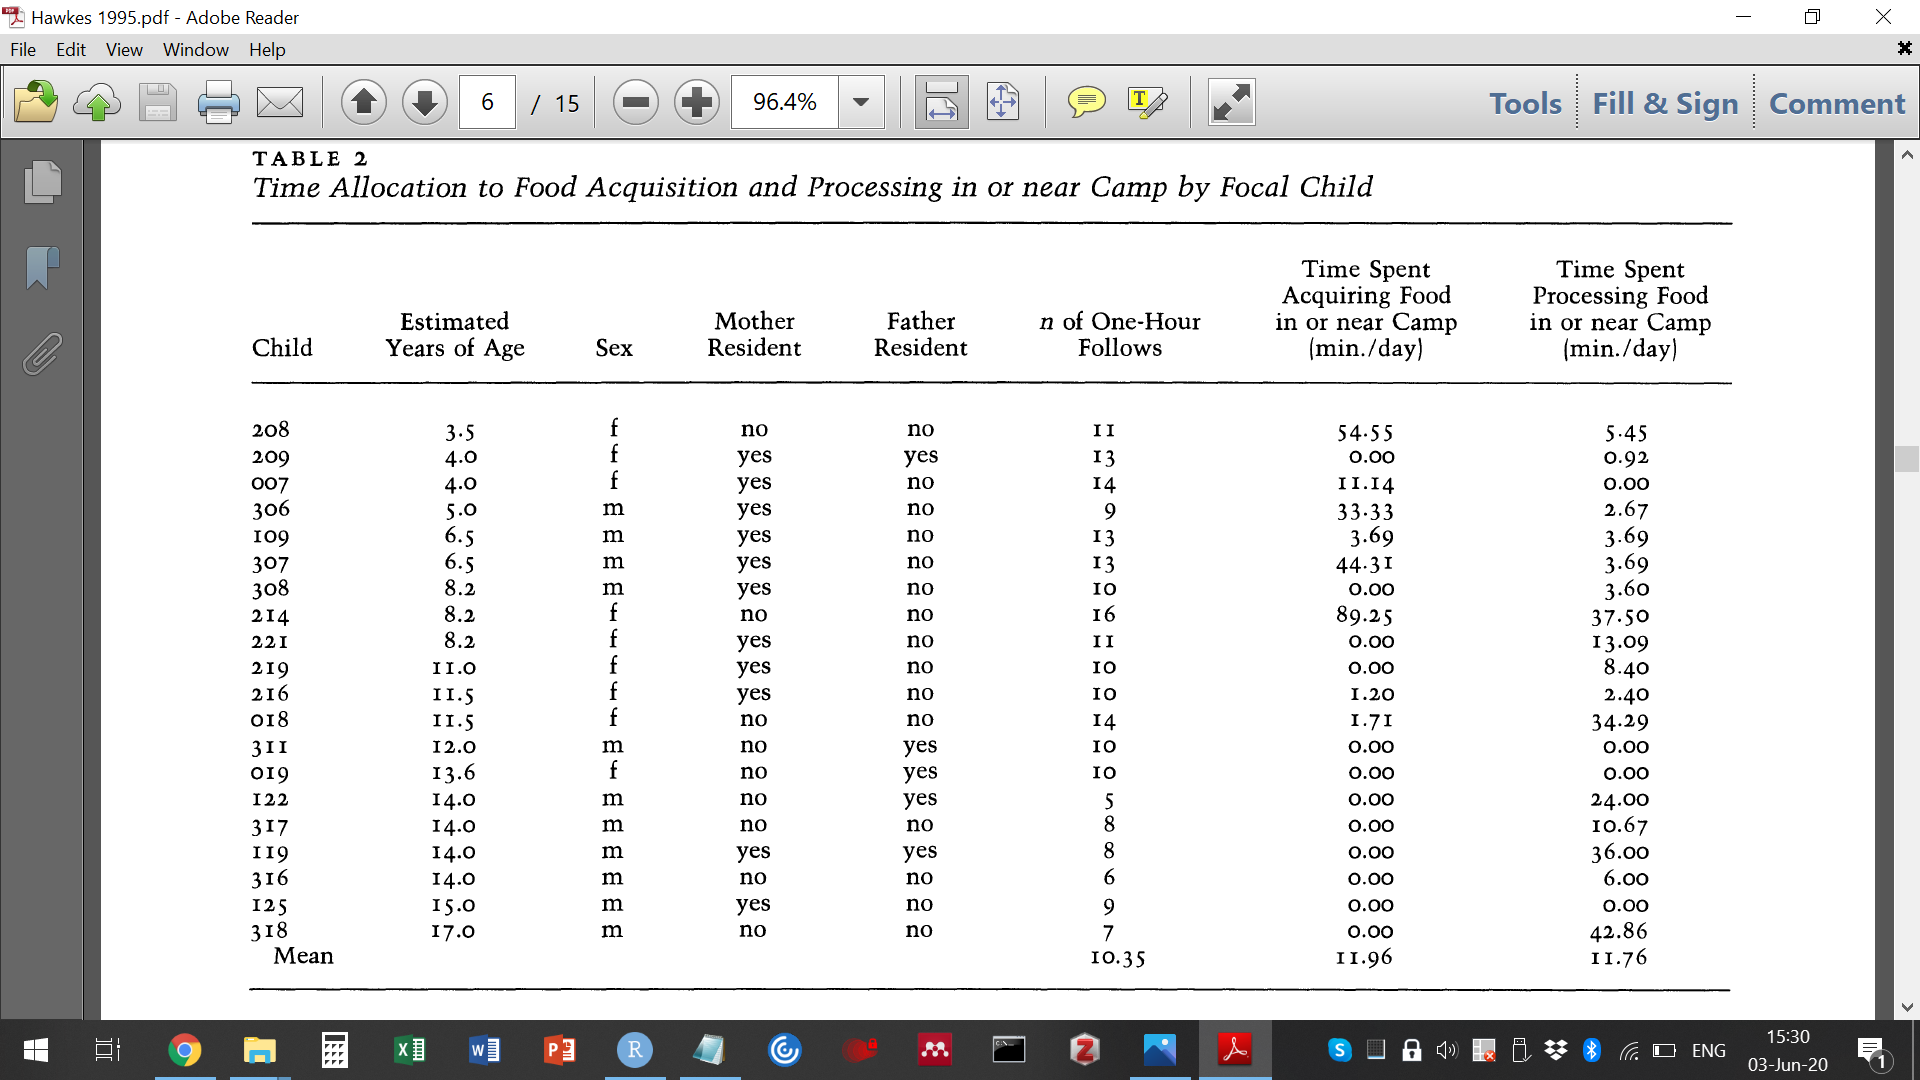 Hawkes 1995.pdf - Adobe Reader
File Edit View Window Help
6 / 15 96.4% Tools Fill & Sign Comment
TABLE 2
Time Allocation to Food Acquisition and Processing in or near Camp by Focal Child
Child Estimated Years of Age Sex Mother Resident Father Resident n of One-Hour Follows Time Spent Acquiring Food in or near Camp (min./day) Time Spent Processing Food in or near Camp (min./day)
208 3.5 f no no 11 54.55 5.45
209 4.0 f yes yes 13 0.00 0.92
007 4.0 f yes no 14 11.14 0.00
306 5.0 m yes no 9 33.33 2.67
109 6.5 m yes no 13 3.69 3.69
307 6.5 m yes no 13 44.31 3.69
308 8.2 m yes no 10 0.00 3.60
214 8.2 f no no 16 89.25 37.50
221 8.2 f yes no 11 0.00 13.09
219 11.0 f yes no 10 0.00 8.40
216 11.5 f yes no 10 1.20 2.40
018 11.5 f no no 14 1.71 34.29
311 12.0 m no yes 10 0.00 0.00
019 13.6 f no yes 10 0.00 0.00
122 14.0 m no yes 5 0.00 24.00
317 14.0 m no no 8 0.00 10.67
119 14.0 m yes yes 8 0.00 36.00
316 14.0 m no no 6 0.00 6.00
125 15.0 m yes no 9 0.00 0.00
318 17.0 m no no 7 0.00 42.86
Mean 10.35 11.96 11.76
ENG
15:30
03-Jun-20
1